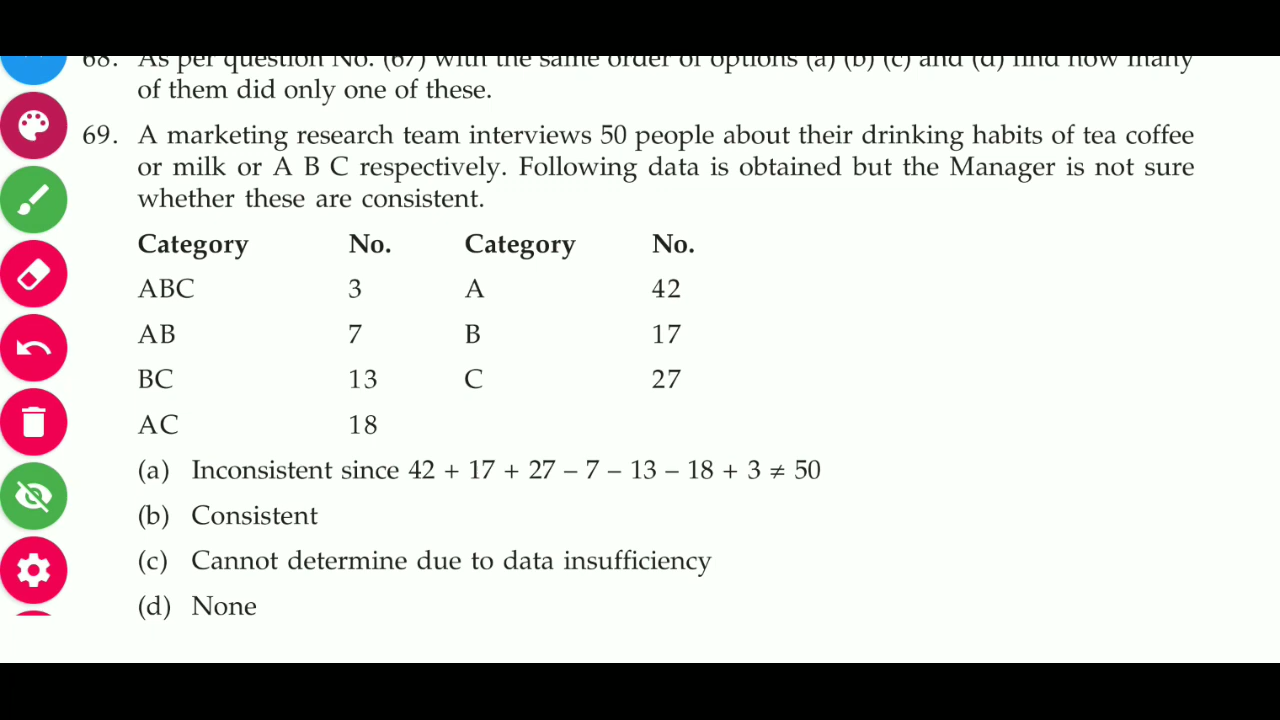 68. As per question No. (67) with the same order of options (a) (b) (c) and (d) find how many
of them did only one of these.
69. A marketing research team interviews 50 people about their drinking habits of tea coffee
or milk or A B C respectively. Following data is obtained but the Manager is not sure
whether these are consistent.
Category No. Category No.
ABC 3 A 42
AB 7 B 17
BC 13 C 27
AC 18
(a) Inconsistent since 42 + 17 + 27 – 7 – 13 – 18 + 3 ≠ 50
(b) Consistent
(c) Cannot determine due to data insufficiency
(d) None